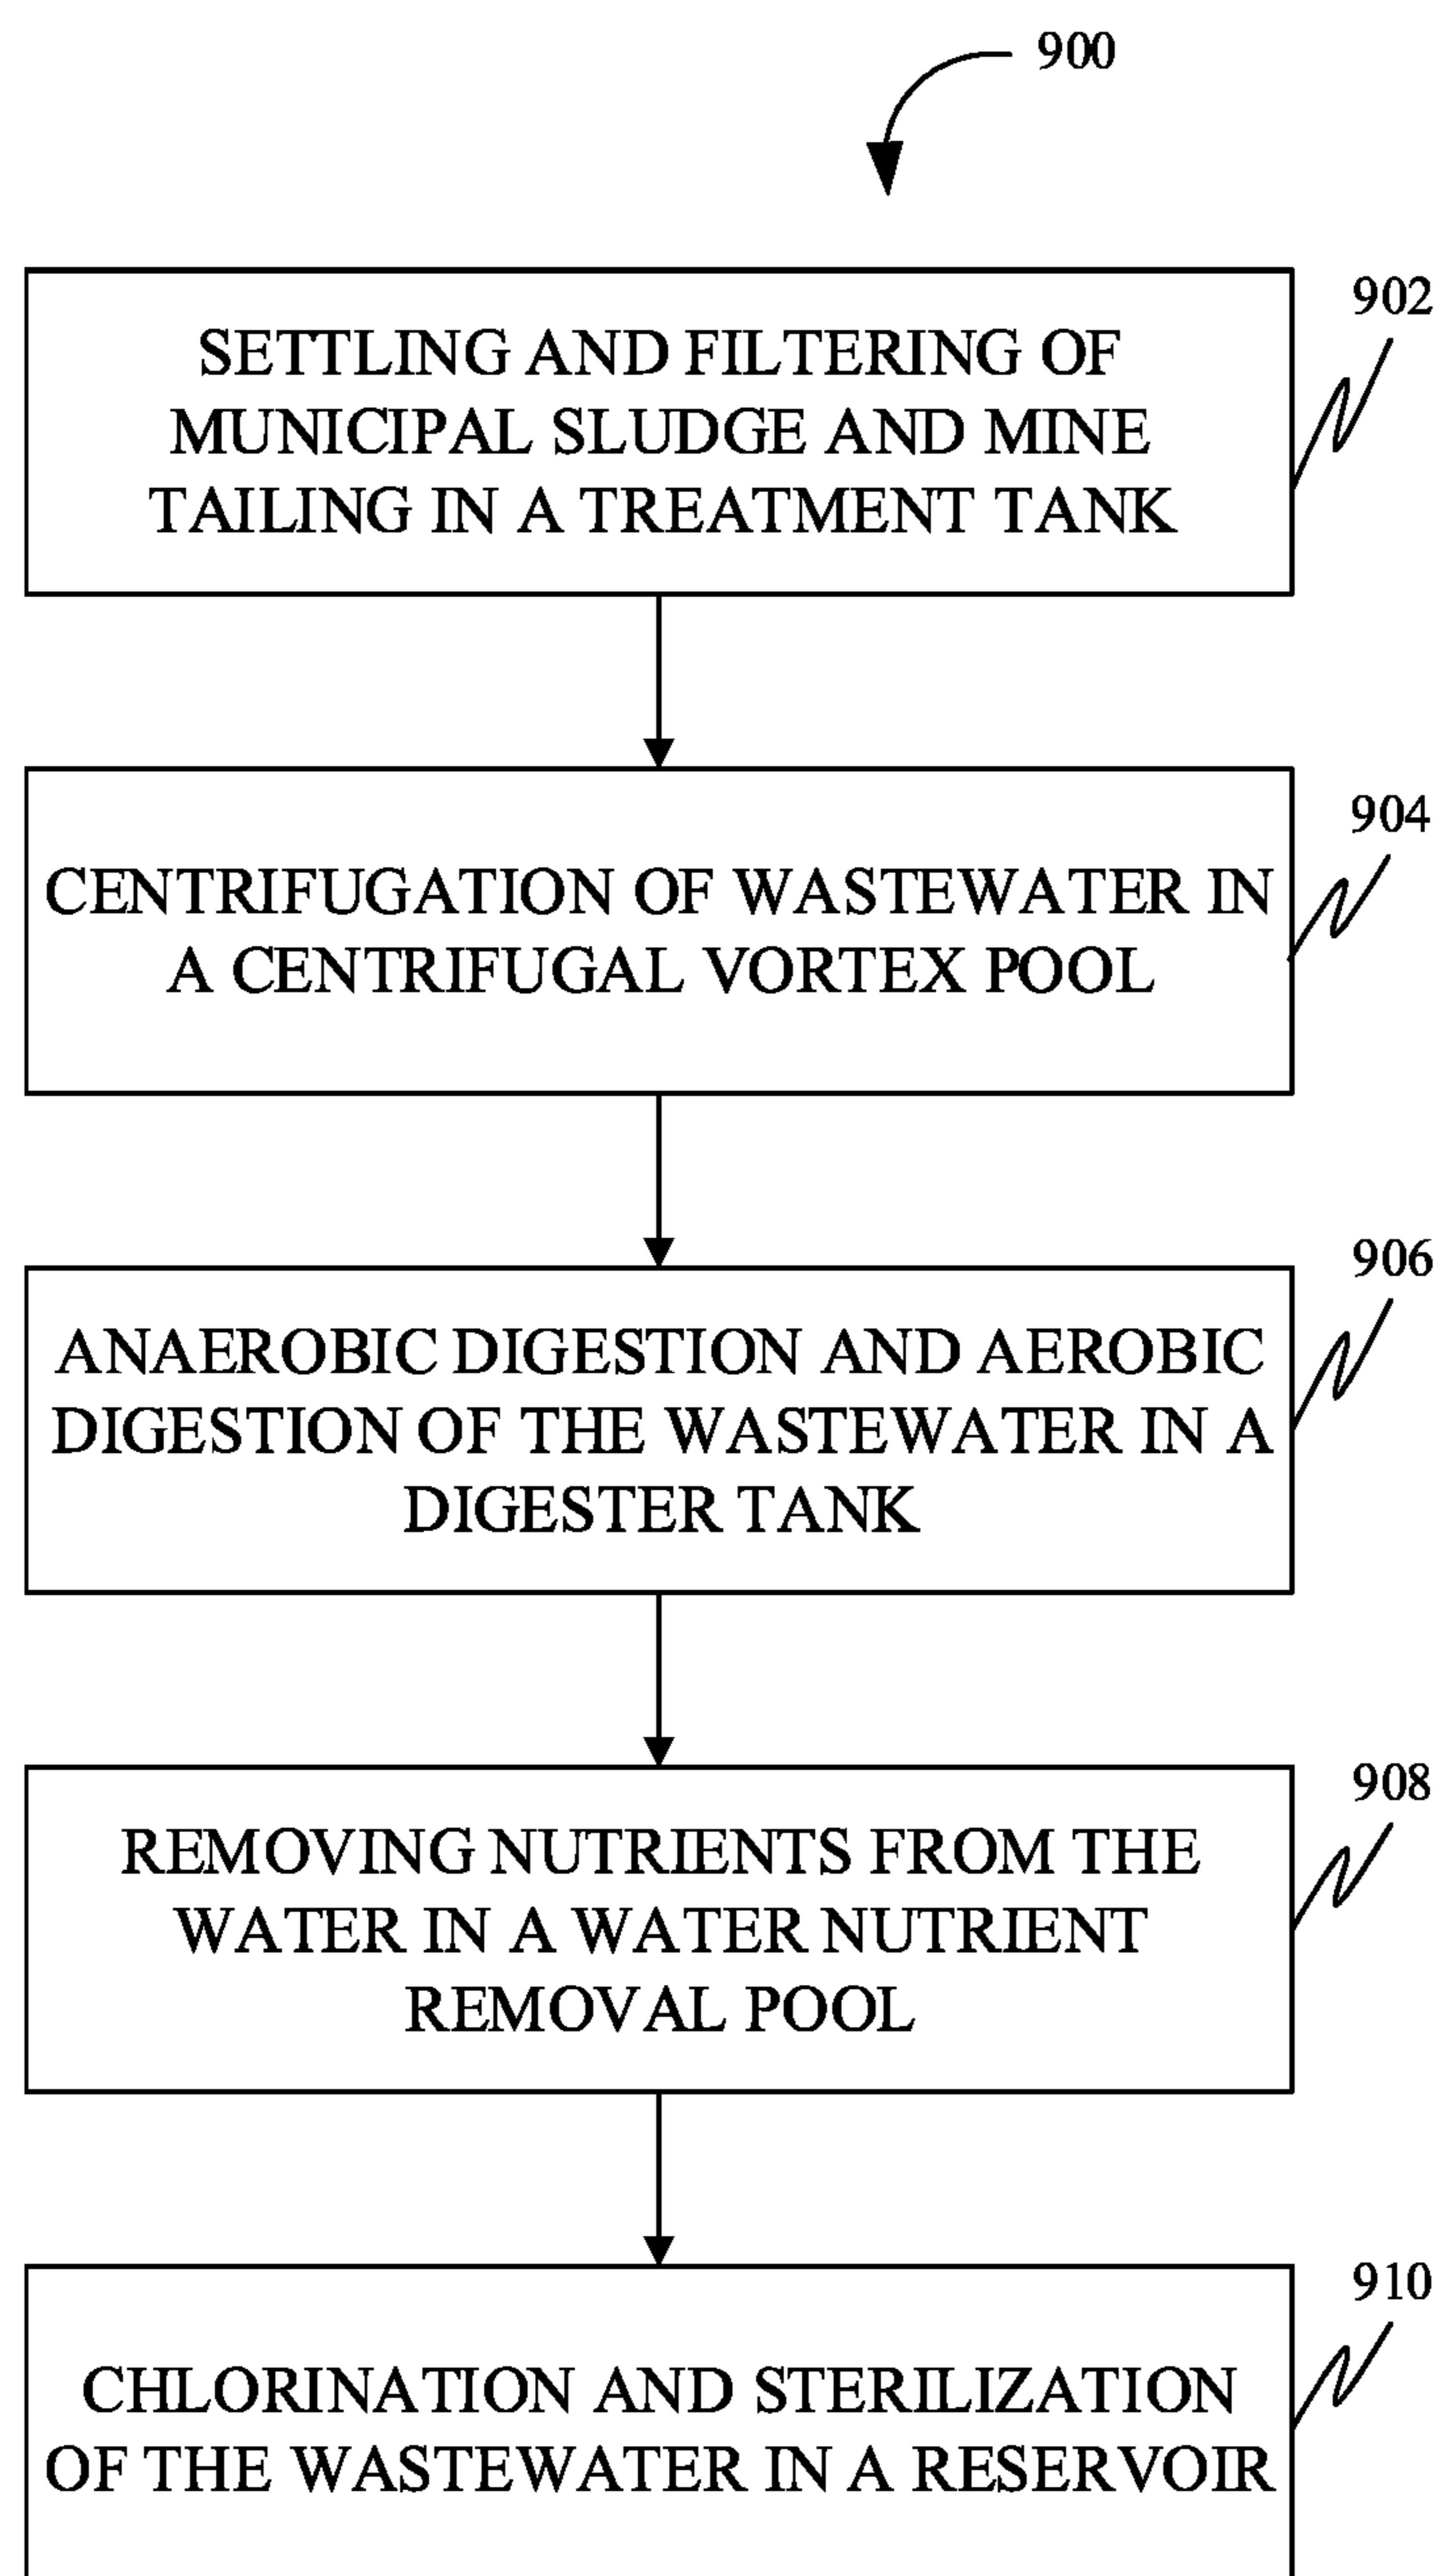 900
902
SETTLING AND FILTERING OF
MUNICIPAL SLUDGE AND MINE
TAILING IN A TREATMENT TANK
904
CENTRIFUGATION OF WASTEWATER IN
A CENTRIFUGAL VORTEX POOL
906
ANAEROBIC DIGESTION AND AEROBIC
DIGESTION OF THE WASTEWATER IN A
DIGESTER TANK
908
REMOVING NUTRIENTS FROM THE
WATER IN A WATER NUTRIENT
REMOVAL POOL
910
CHLORINATION AND STERILIZATION
OF THE WASTEWATER IN A RESERVOIR